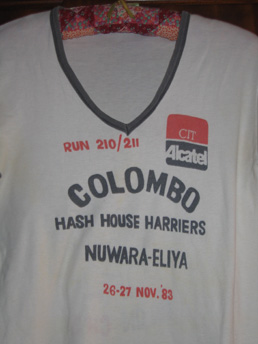 RUN 210/211
CIT
Alcatel
COLOMBO
HASH HOUSE HARRIERS
NUWARA-ELIYA
26-27 NOV. '83